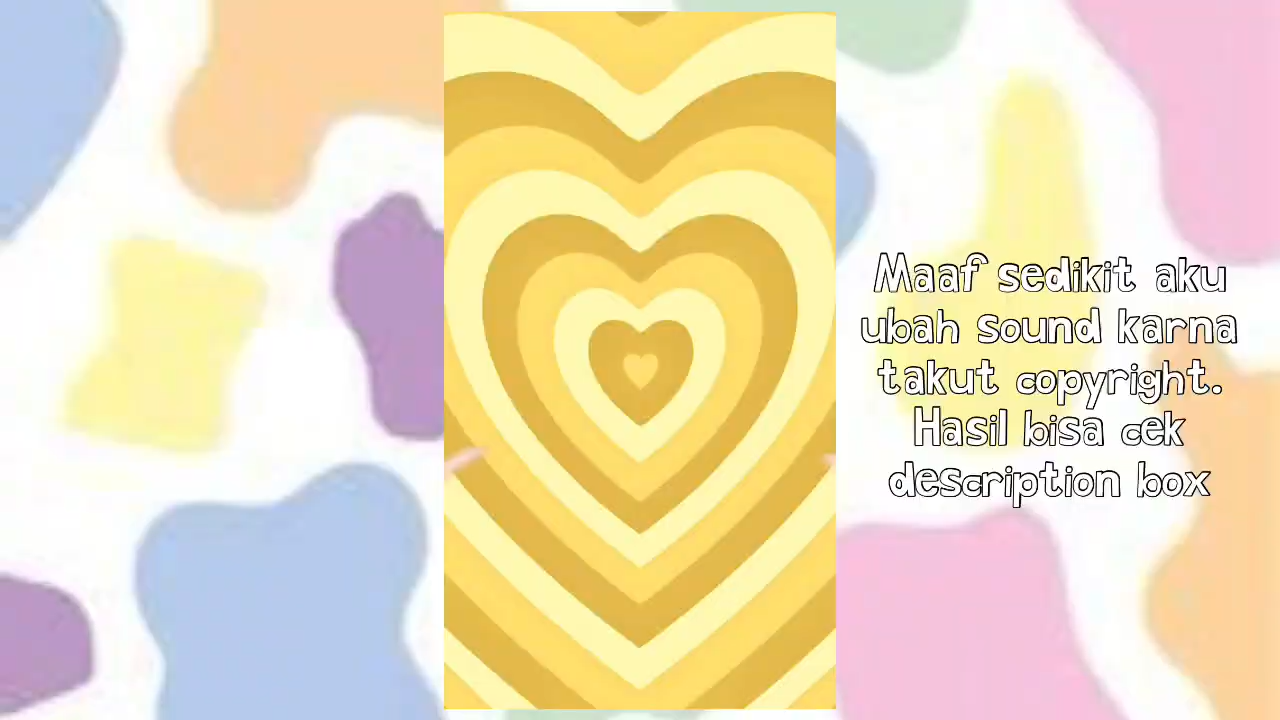 Maaf sedikit aku
ubah sound karna
takut copyright.
Hasil bisa cek
description box